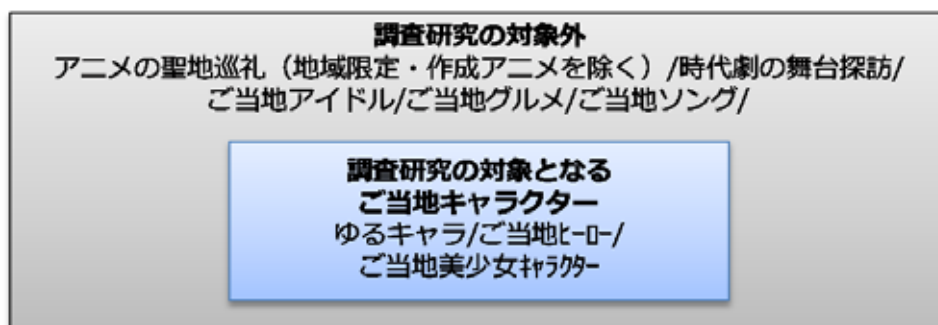 調査研究の対象外
アニメの聖地巡礼（地域限定・作成アニメを除く）/時代劇の舞台探訪/
ご当地アイドル/ご当地グルメ/ご当地ソング/
調査研究の対象となる
ご当地キャラクター
ゆるキャラ/ご当地ﾋｰﾛｰ/
ご当地美少女ｷｬﾗｸﾀｰ